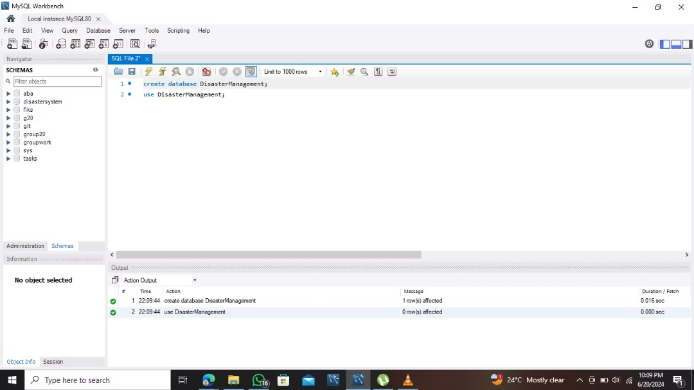 MySQL Workbench
Local instance MySQL80 ×
File Edit View Query Database Server Tools Scripting Help
Navigator
SCHEMAS
Filter objects
aba
disastersystem
fika
g20
git
group20
groupwork
sys
tasks
Administration Schemas
Information
No object selected
Object Info Session
SQL File 2* ×
Limit to 1000 rows
1 create database DisasterManagement;
2 use DisasterManagement;
Output
Action Output
# Time Action Message Duration / Fetch
1 22:09:44 create database DisasterManagement 1 row(s) affected 0.016 sec
2 22:09:44 use DisasterManagement 0 row(s) affected 0.000 sec
Type here to search
24°C Mostly clear
10:09 PM
6/20/2024